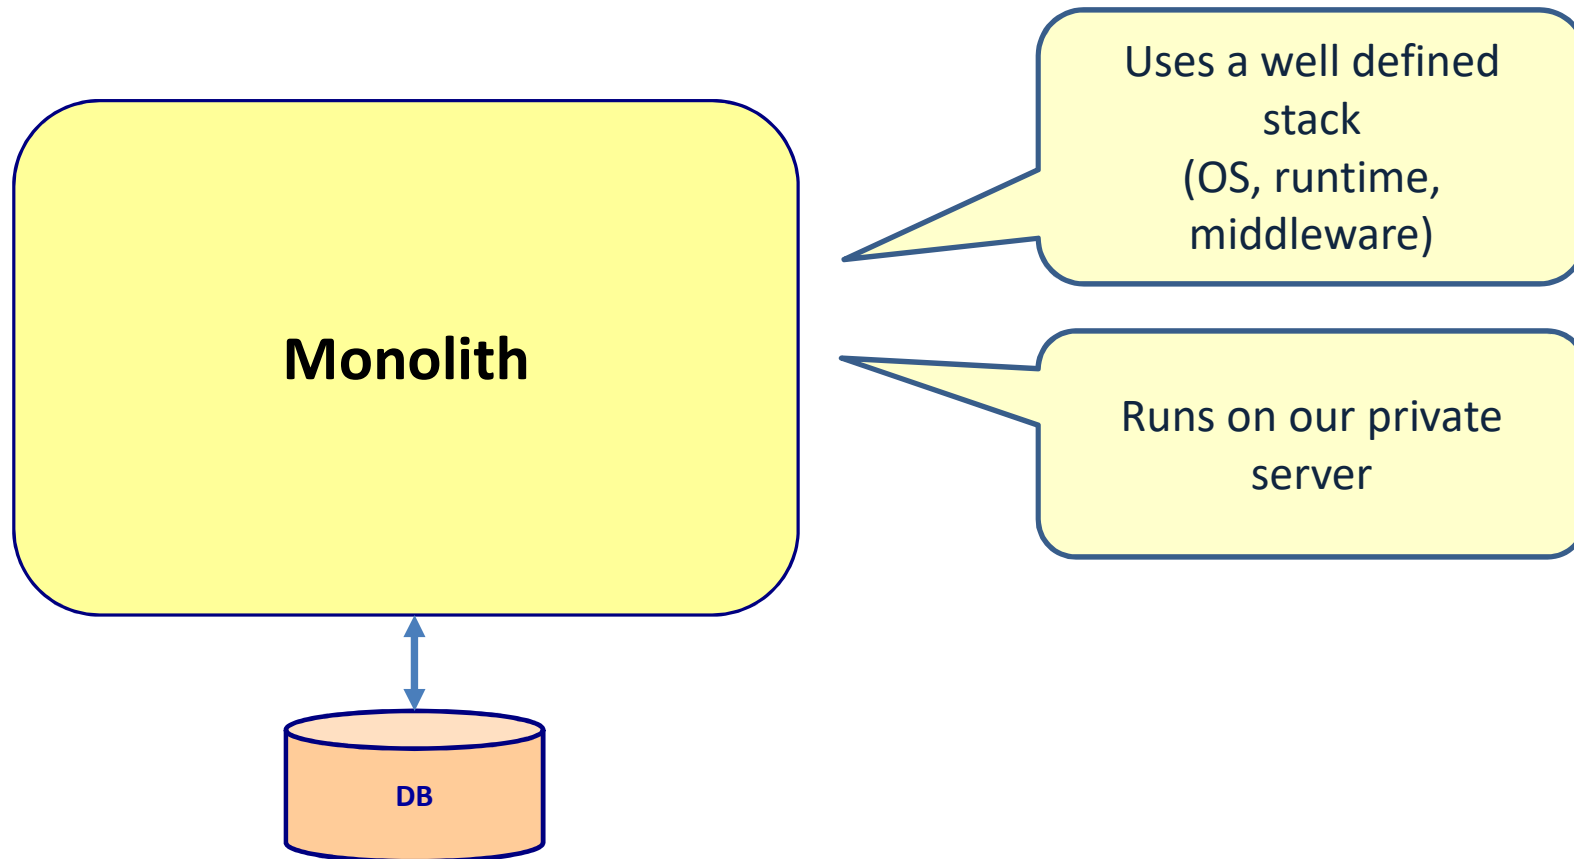 Uses a well defined
stack
(OS, runtime,
middleware)
Monolith
Runs on our private
server
DB